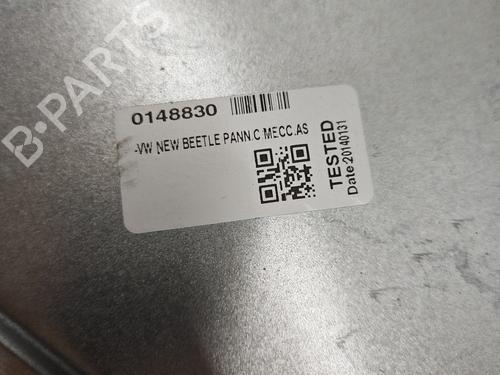 B-PARTS
0148830
-VW NEW BEETLE PANN.C MECC.AS
TESTED
Date:20140131